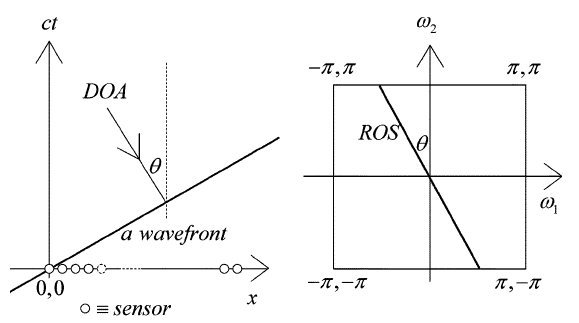 ct
DOA
θ
a wavefront
0,0
x
○ ≡ sensor
ω₂
−π,π
π,π
ROS
θ
ω₁
−π,−π
π,−π